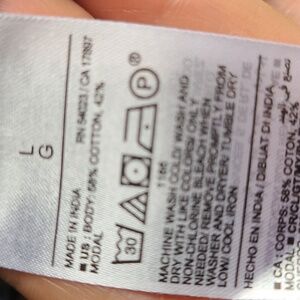 L
G
RN 54023 / CA 17897
MADE IN INDIA
■ US : BODY: 58% COTTON, 42%
MODAL
30
P
MACHINE WASH COLD/ WASH AND
DRY WITH LIKE COLORS/ ONLY
NON-CHLORINE BLEACH WHEN
NEEDED/ REMOVE PROMPTLY FROM
WASHER AND DRYER/ TUMBLE DRY
LOW/ COOL IRON
HECHO EN INDIA / DIBUAT DI INDIA
■ CA: CORPS: 58% COTON, 42%
MODAL